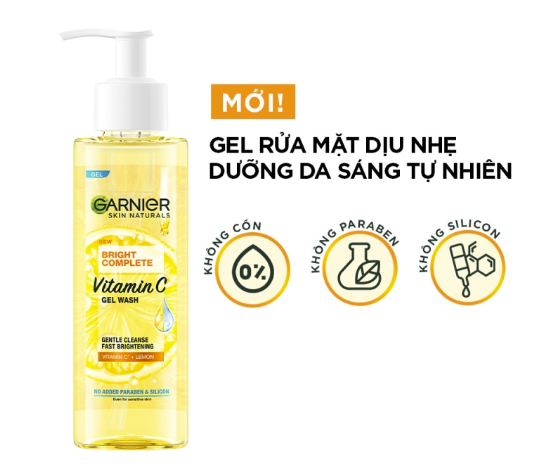 MỚI!
GEL RỬA MẶT DỊU NHẸ
DƯỠNG DA SÁNG TỰ NHIÊN
KHÔNG CỒN
0%
KHÔNG PARABEN
KHÔNG SILICON
GEL
GARNIER
SKIN NATURALS
NEW
BRIGHT
COMPLETE
Vitamin C
GEL WASH
GENTLE CLEANSE
FAST BRIGHTENING
VITAMIN C* + LEMON
NO ADDED PARABEN & SILICON
Even for sensitive skin